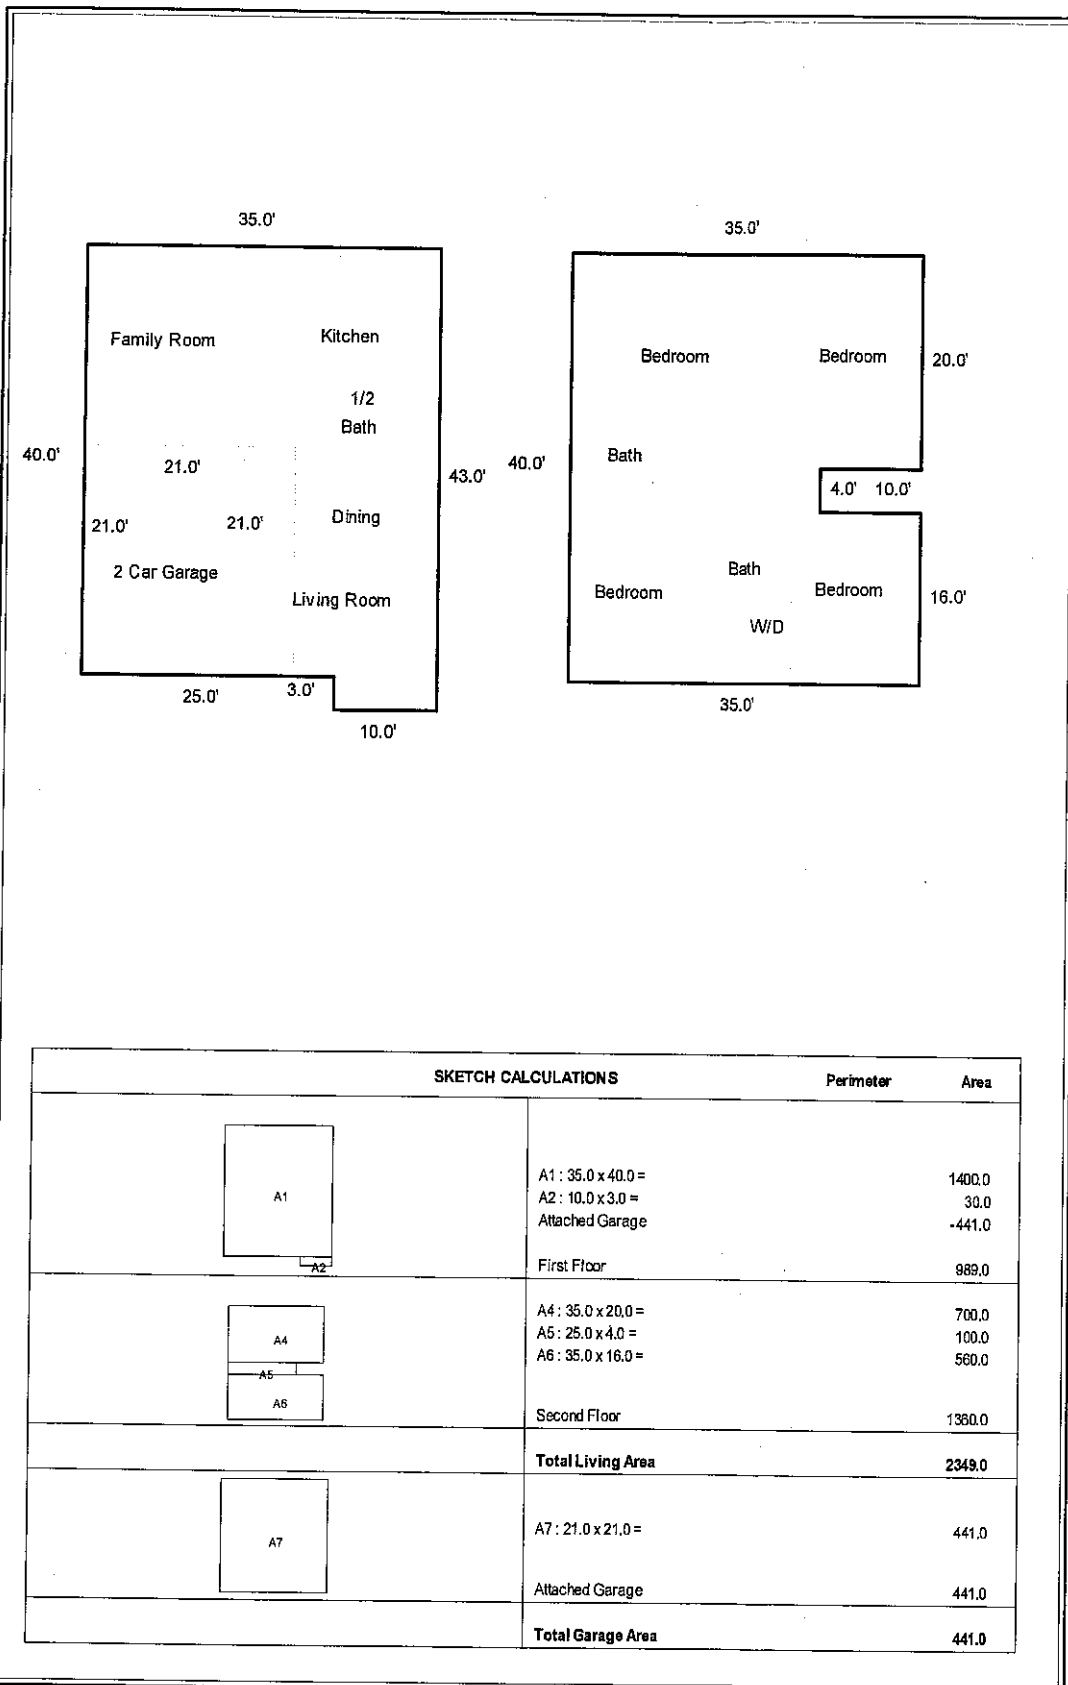 35.0'
Family Room
Kitchen
1/2
Bath
40.0'
21.0'
43.0'
21.0'
21.0'
Dining
2 Car Garage
Living Room
25.0'
3.0'
10.0'
35.0'
Bedroom
Bedroom
20.0'
40.0'
Bath
4.0'
10.0'
Bath
Bedroom
Bedroom
16.0'
W/D
35.0'
SKETCH CALCULATIONS Perimeter Area
A1
A2
A1 : 35.0 x 40.0 = 1400.0
A2 : 10.0 x 3.0 = 30.0
Attached Garage -441.0
First Floor 989.0
A4
A5
A6
A4 : 35.0 x 20.0 = 700.0
A5 : 25.0 x 4.0 = 100.0
A6 : 35.0 x 16.0 = 560.0
Second Floor 1360.0
Total Living Area 2349.0
A7
A7 : 21.0 x 21.0 = 441.0
Attached Garage 441.0
Total Garage Area 441.0